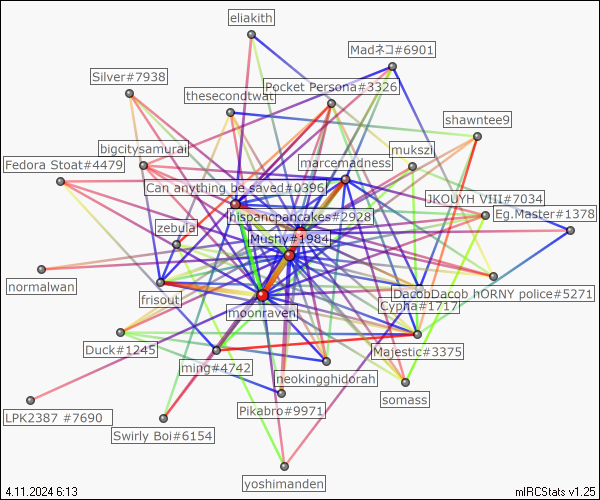 eliakith
Madネコ#6901
Silver#7938
Pocket Persona#3326
thesecondtwat
shawntee9
bigcitysamurai
mukszi
marcemadness
Fedora Stoat#4479
Can anything be saved#0396
JKOUYH VIII#7034
nispancpancakes#2928
Eg.Master#1378
zebula
Mushy#1984
normalwan
frisout
DacobDacob hORNY police#5271
Cypha#1717
moonraven
Duck#1245
Majestic#3375
ming#4742
neokingghidorah
somass
Pikabro#9971
LPK2387 #7690
Swirly Boi#6154
yoshimanden
4.11.2024 6:13
mIRCStats v1.25